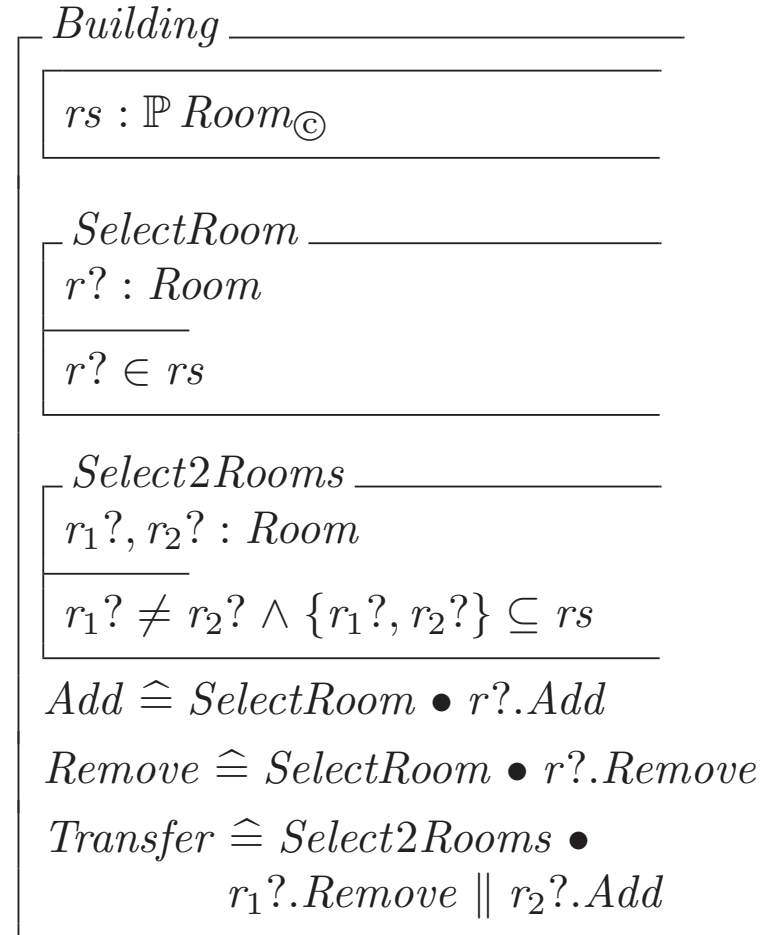 Building
rs : ℙ Room©
SelectRoom
r? : Room
r? ∈ rs
Select2Rooms
r₁?, r₂? : Room
r₁? ≠ r₂? ∧ {r₁?, r₂?} ⊆ rs
Add ≙ SelectRoom • r?.Add
Remove ≙ SelectRoom • r?.Remove
Transfer ≙ Select2Rooms •
r₁?.Remove ∥ r₂?.Add